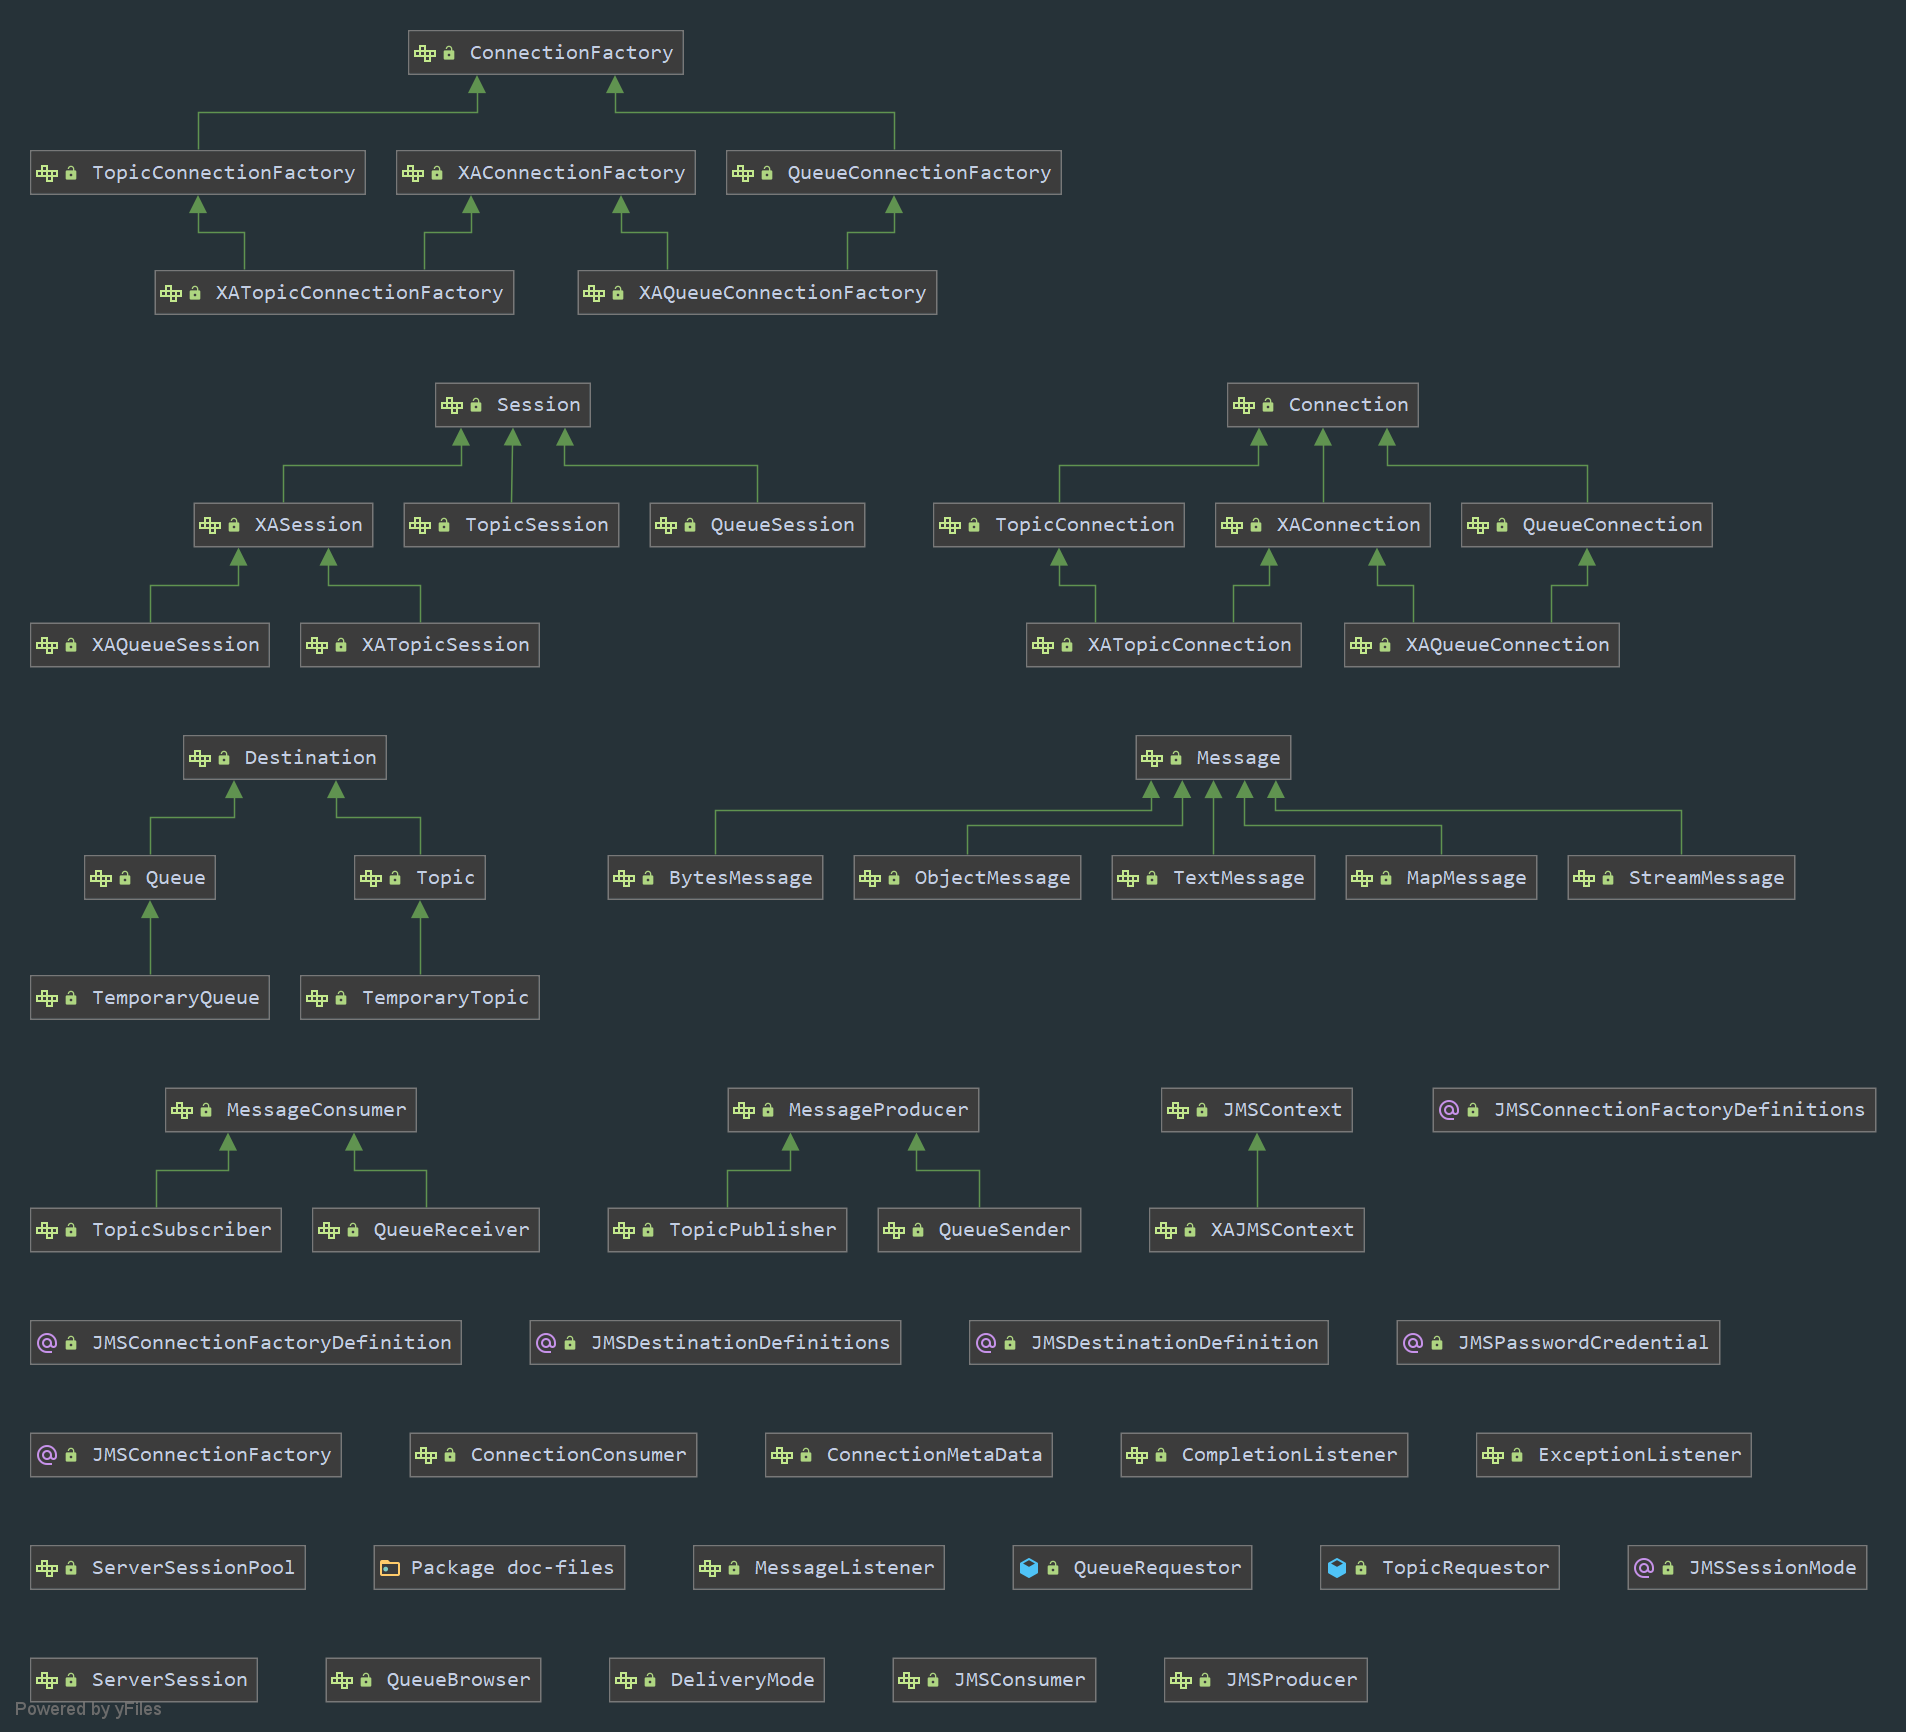 ConnectionFactory
TopicConnectionFactory
XAConnectionFactory
QueueConnectionFactory
XATopicConnectionFactory
XAQueueConnectionFactory
Session
Connection
XASession
TopicSession
QueueSession
TopicConnection
XAConnection
QueueConnection
XAQueueSession
XATopicSession
XATopicConnection
XAQueueConnection
Destination
Message
Queue
Topic
BytesMessage
ObjectMessage
TextMessage
MapMessage
StreamMessage
TemporaryQueue
TemporaryTopic
MessageConsumer
MessageProducer
JMSContext
JMSConnectionFactoryDefinitions
TopicSubscriber
QueueReceiver
TopicPublisher
QueueSender
XAJMSContext
JMSConnectionFactoryDefinition
JMSDestinationDefinitions
JMSDestinationDefinition
JMSPasswordCredential
JMSConnectionFactory
ConnectionConsumer
ConnectionMetaData
CompletionListener
ExceptionListener
ServerSessionPool
Package doc-files
MessageListener
QueueRequestor
TopicRequestor
JMSSessionMode
ServerSession
QueueBrowser
DeliveryMode
JMSConsumer
JMSProducer
Powered by yFiles